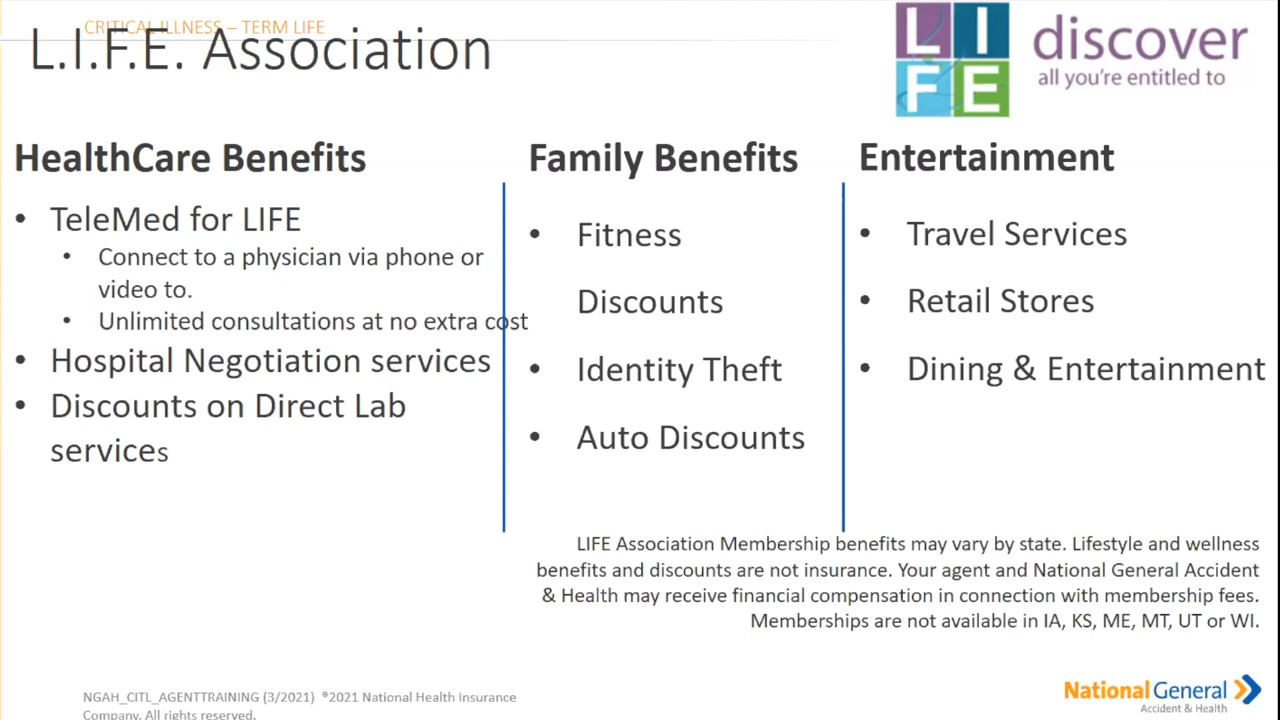 CRITICAL ILLNESS – TERM LIFE
L.I.F.E. Association
L I
F E
discover
all you're entitled to
HealthCare Benefits
• TeleMed for LIFE
• Connect to a physician via phone or
video to.
• Unlimited consultations at no extra cost
• Hospital Negotiation services
• Discounts on Direct Lab
services
Family Benefits
• Fitness
Discounts
• Identity Theft
• Auto Discounts
Entertainment
• Travel Services
• Retail Stores
• Dining & Entertainment
LIFE Association Membership benefits may vary by state. Lifestyle and wellness
benefits and discounts are not insurance. Your agent and National General Accident
& Health may receive financial compensation in connection with membership fees.
Memberships are not available in IA, KS, ME, MT, UT or WI.
NGAH_CITL_AGENTTRAINING (3/2021) ®2021 National Health Insurance
Company. All rights reserved.
National General
Accident & Health